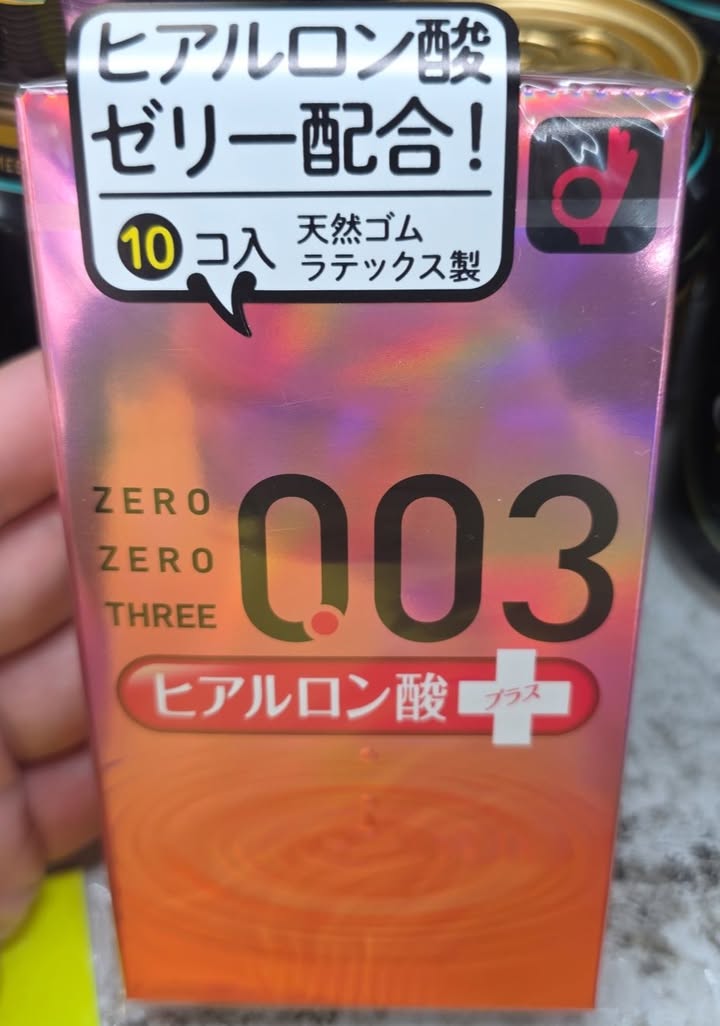 ヒアルロン酸
ゼリー配合!
10コ入
天然ゴム
ラテックス製
ZERO
ZERO
THREE
0.03
ヒアルロン酸
プラス